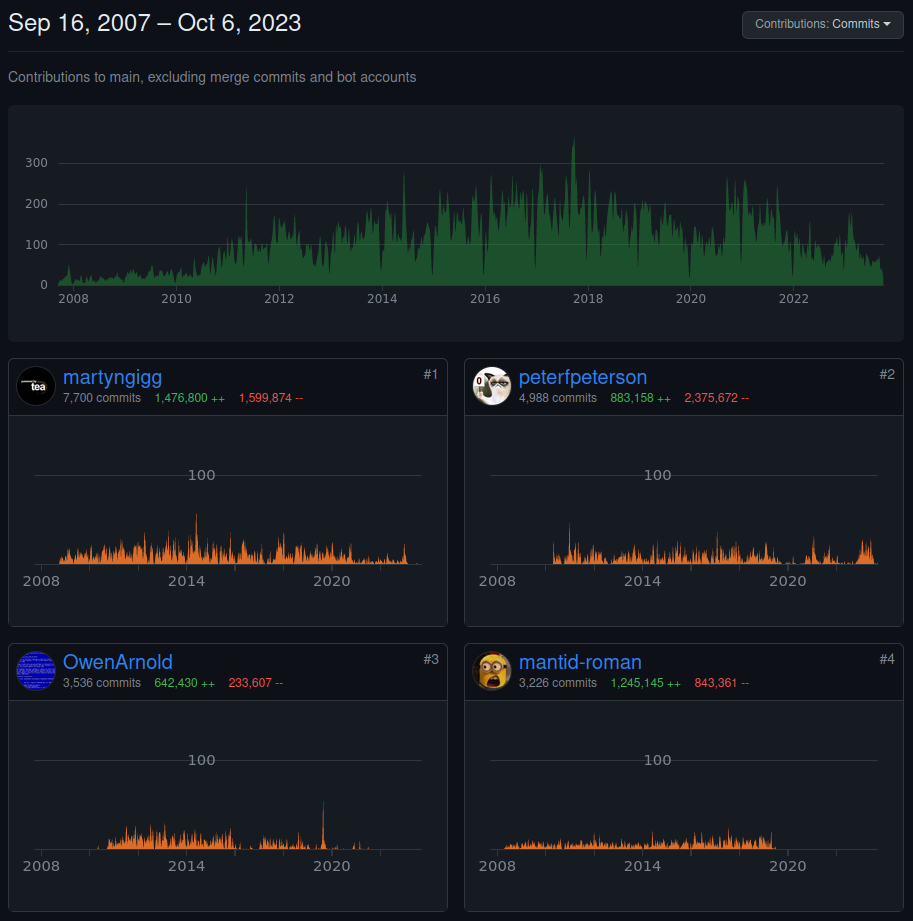 Sep 16, 2007 – Oct 6, 2023
Contributions: Commits
Contributions to main, excluding merge commits and bot accounts
300
200
100
0
2008 2010 2012 2014 2016 2018 2020 2022
tea
martyngigg
#1
7,700 commits 1,476,800 ++ 1,599,874 --
100
2008 2014 2020
0
peterfpeterson
#2
4,988 commits 883,158 ++ 2,375,672 --
100
2008 2014 2020
OwenArnold
#3
3,536 commits 642,430 ++ 233,607 --
100
2008 2014 2020
mantid-roman
#4
3,226 commits 1,245,145 ++ 843,361 --
100
2008 2014 2020